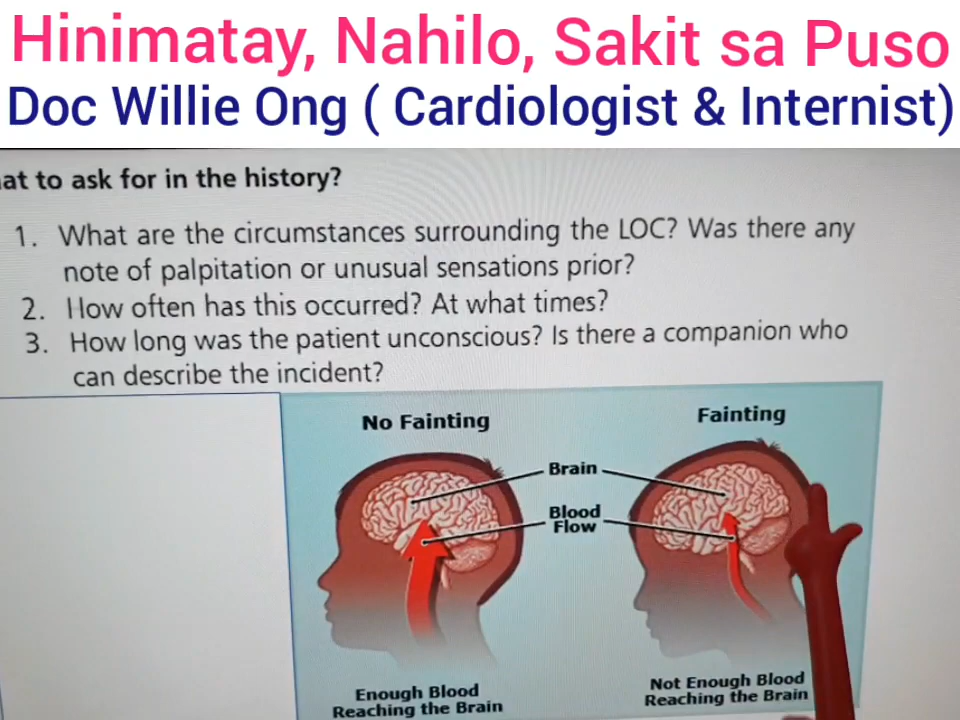 Hinimatay, Nahilo, Sakit sa Puso
Doc Willie Ong ( Cardiologist & Internist)
at to ask for in the history?
1. What are the circumstances surrounding the LOC? Was there any
note of palpitation or unusual sensations prior?
2. How often has this occurred? At what times?
3. How long was the patient unconscious? Is there a companion who
can describe the incident?
No Fainting
Fainting
Brain
Blood
Flow
Enough Blood
Reaching the Brain
Not Enough Blood
Reaching the Brain